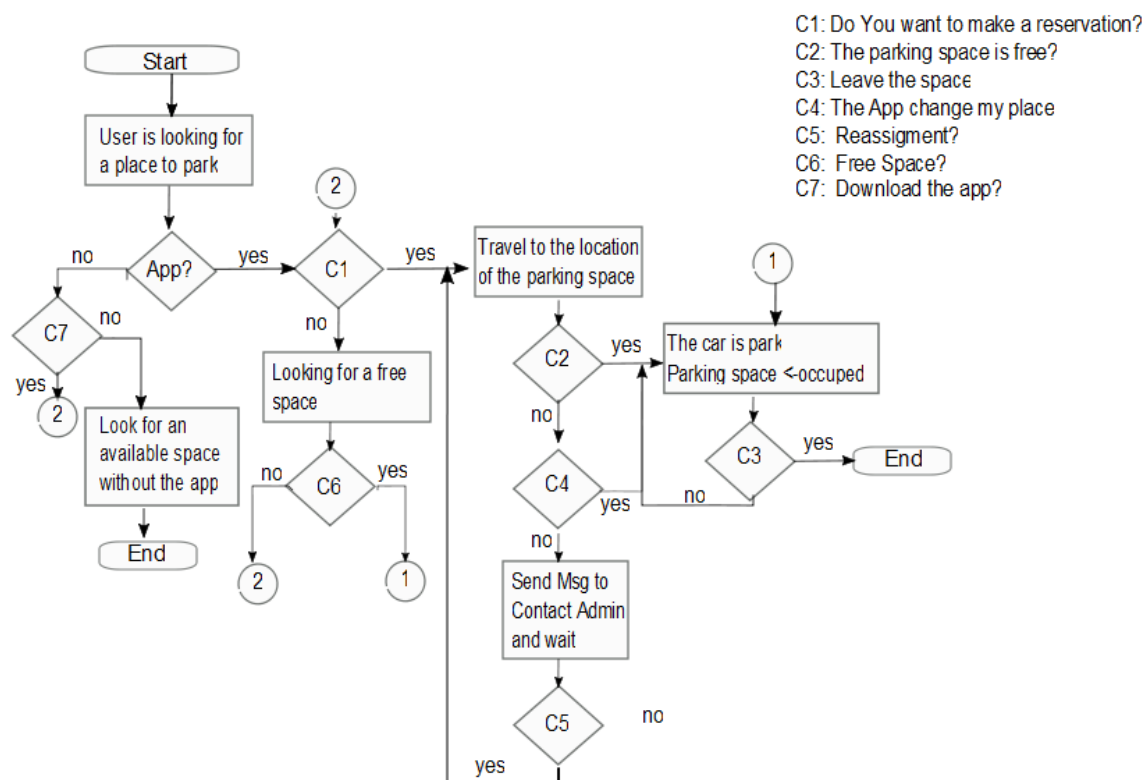 C1: Do You want to make a reservation?
C2: The parking space is free?
C3: Leave the space
C4: The App change my place
C5: Reassigment?
C6: Free Space?
C7: Download the app?
Start
User is looking for
a place to park
2
no
App?
yes
C1
yes
Travel to the location
of the parking space
1
C7
no
no
C2
yes
The car is park
Parking space <-occuped
yes
2
Looking for a free
space
no
Look for an
available space
without the app
no
C6
yes
C4
yes
no
C3
yes
End
End
2
1
no
Send Msg to
Contact Admin
and wait
C5
no
yes